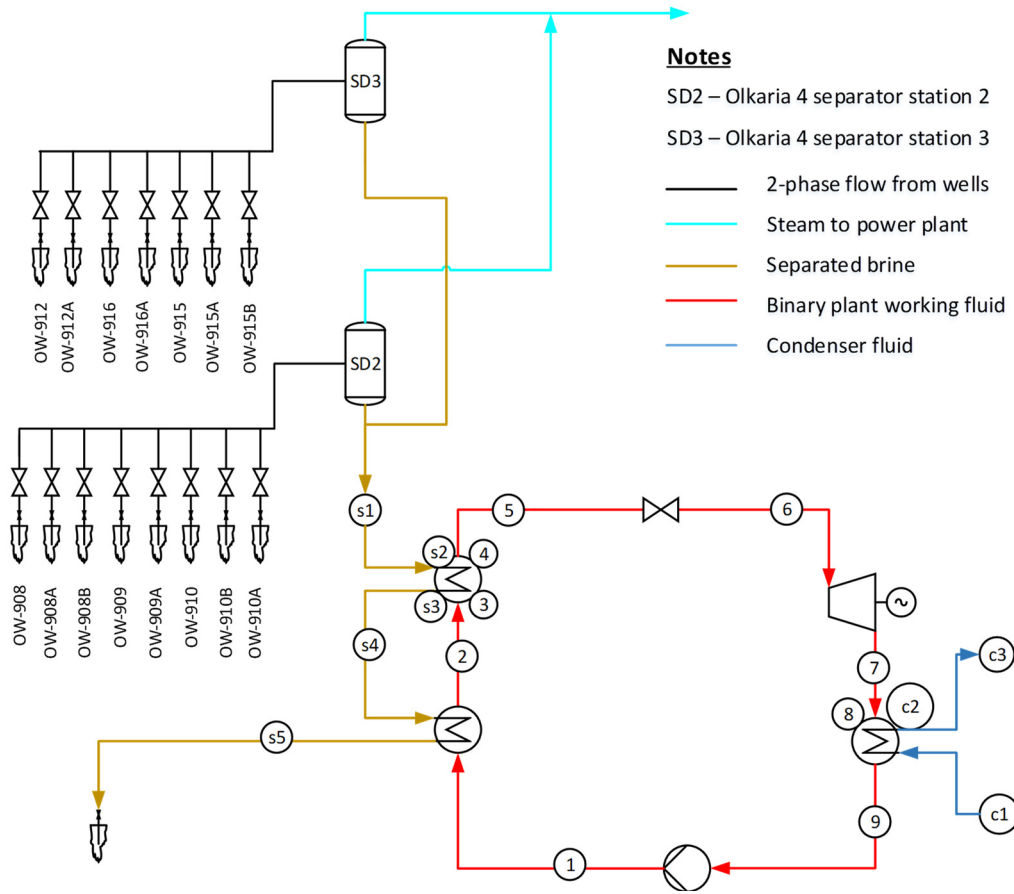 SD3
Notes
SD2 – Olkaria 4 separator station 2
SD3 – Olkaria 4 separator station 3
2-phase flow from wells
Steam to power plant
Separated brine
Binary plant working fluid
Condenser fluid
OW-912
OW-912A
OW-916
OW-916A
OW-915
OW-915A
OW-915B
SD2
OW-908
OW-908A
OW-908B
OW-909
OW-909A
OW-910
OW-910B
OW-910A
s1
5
6
s2
4
s3
3
~
s4
2
7
c3
8
c2
s5
c1
9
1